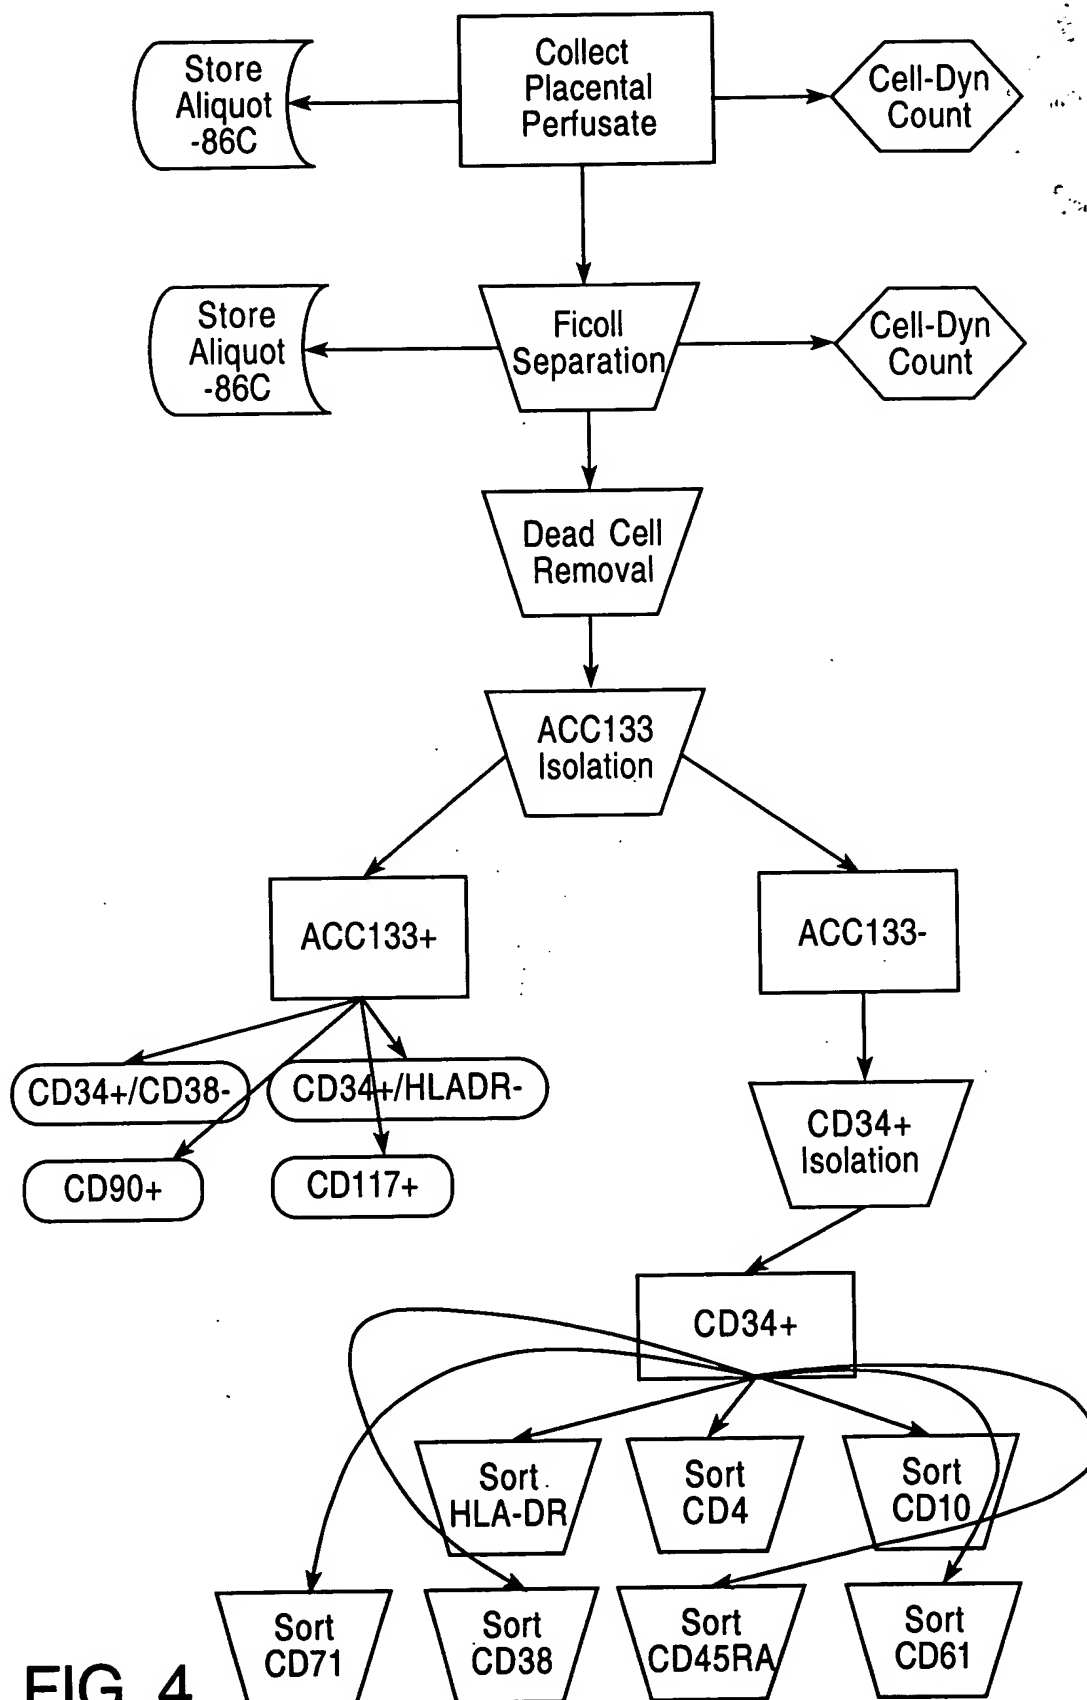 Store
Aliquot
-86C
Collect
Placental
Perfusate
Cell-Dyn
Count
Store
Aliquot
-86C
Ficoll
Separation
Cell-Dyn
Count
Dead Cell
Removal
ACC133
Isolation
ACC133+
ACC133-
CD34+/CD38-
CD34+/HLADR-
CD90+
CD117+
CD34+
Isolation
CD34+
Sort
HLA-DR
Sort
CD4
Sort
CD10
Sort
CD71
Sort
CD38
Sort
CD45RA
Sort
CD61
FIG. 4